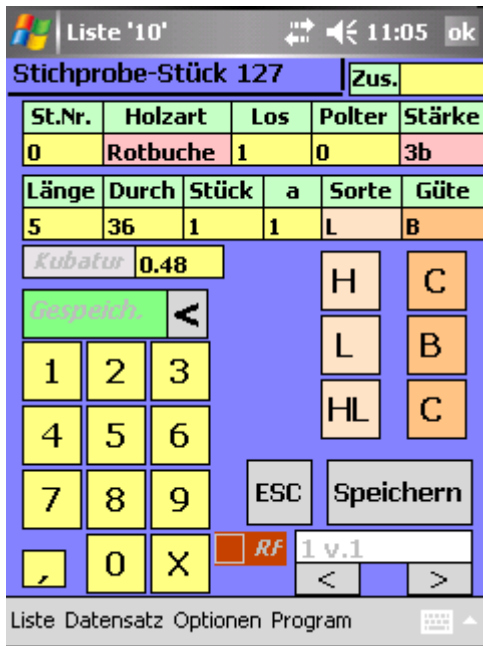 Liste '10' 11:05 ok
Stichprobe-Stück 127 Zus.
St.Nr. Holzart Los Polter Stärke
0 Rotbuche 1 0 3b
Länge Durch Stück a Sorte Güte
5 36 1 1 L B
Kubatur 0.48
H C
Gespeich. <
L B
1 2 3
HL C
4 5 6
7 8 9 ESC Speichern
, 0 X RF 1 v.1
< >
Liste Datensatz Optionen Program